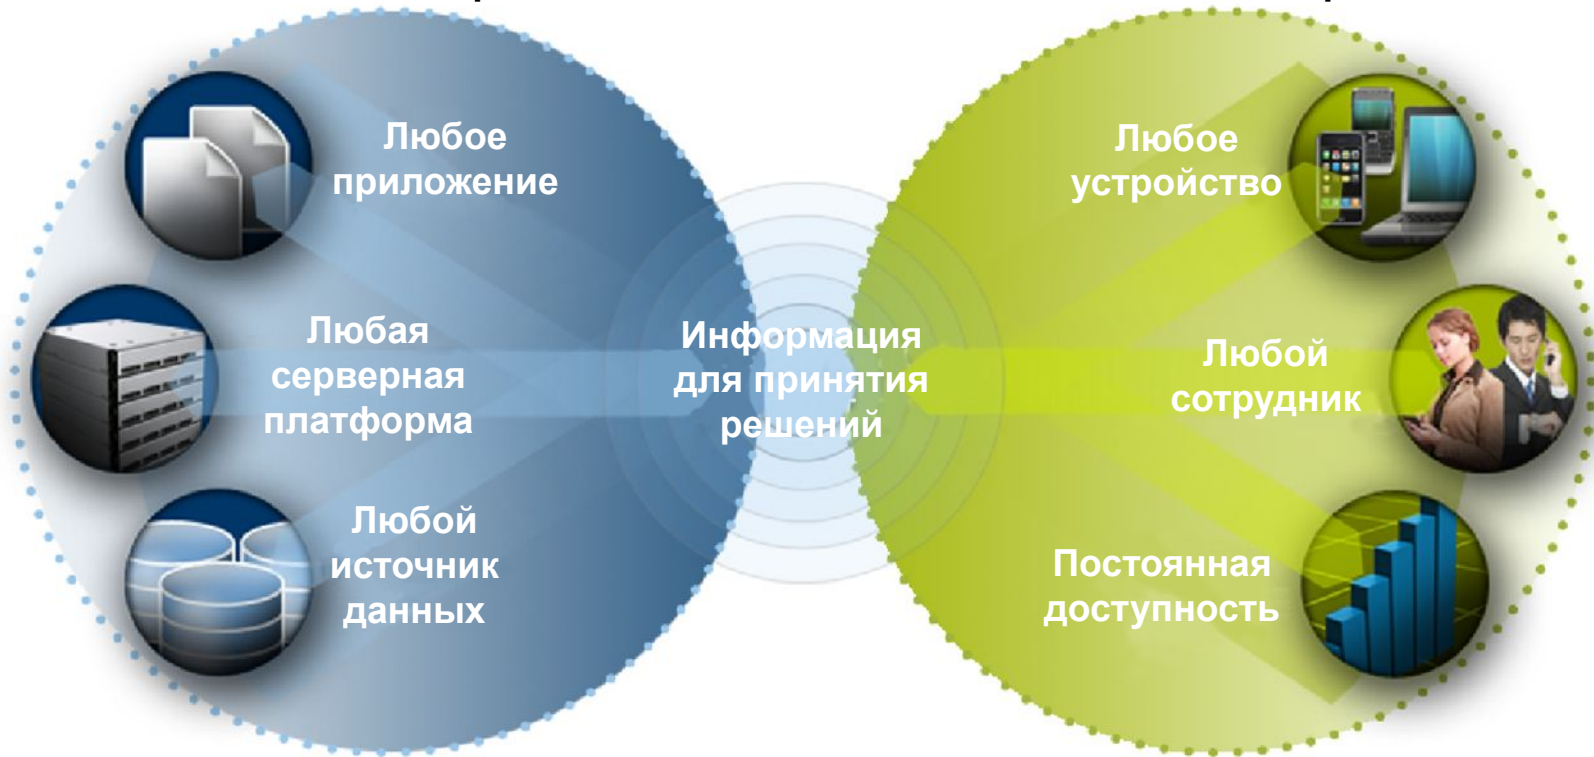 Любое
приложение
Любая
серверная
платформа
Любой
источник
данных
Информация
для принятия
решений
Любое
устройство
Любой
сотрудник
Постоянная
доступность